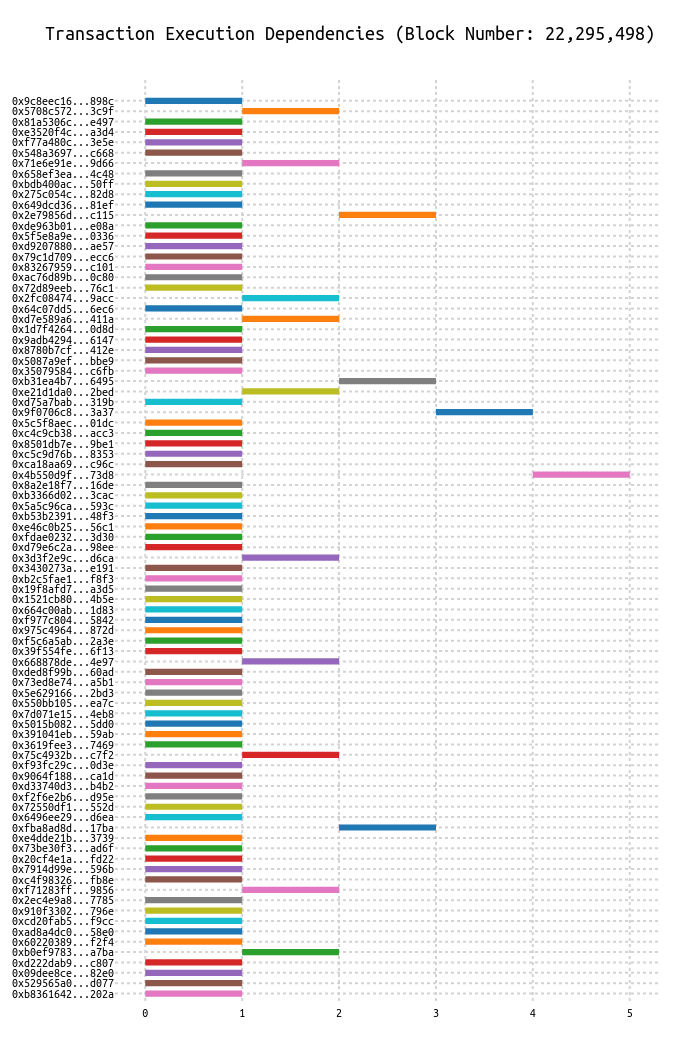 Transaction Execution Dependencies (Block Number: 22,295,498)
0x9c8eec16...898c
0x5708c572...3c9f
0x81a5306c...e497
0xe3520f4c...a3d4
0xf77a480c...3e5e
0x548a3697...c668
0x71e6e91e...9d66
0x658ef3ea...4c48
0xbdb400ac...50ff
0x275c054c...82d8
0x649dcd36...81ef
0x2e79856d...c115
0xde963b01...e08a
0x5f5e8a9e...0336
0xd9207880...ae57
0x79c1d709...ecc6
0x83267959...c101
0xac76d89b...0c80
0x72d89eeb...76c1
0x2fc08474...9acc
0x64c07dd5...6ec6
0xd7e589a6...411a
0x1d7f4264...0d8d
0x9adb4294...6147
0x8780b7cf...412e
0x5087a9ef...bbe9
0x35079584...c6fb
0xb31ea4b7...6495
0xe21d1da0...2bed
0xd75a7bab...319b
0x9f0706c8...3a37
0x5c5f8aec...01dc
0xc4c9cb38...acc3
0x8501db7e...9be1
0xc5c9d76b...8353
0xca18aa69...c96c
0x4b550d9f...73d8
0x8a2e18f7...16de
0xb3366d02...3cac
0x5a5c96ca...593c
0xb53b2391...48f3
0xe46c0b25...56c1
0xfdae0232...3d30
0xd79e6c2a...98ee
0x3d3f2e9c...d6ca
0x3430273a...e191
0xb2c5fae1...f8f3
0x19f8afd7...a3d5
0x1521cb80...4b5e
0x664c00ab...1d83
0xf977c804...5842
0x975c4964...872d
0xf5c6a5ab...2a3e
0x39f554fe...6f13
0x668878de...4e97
0xded8f99b...60ad
0x73ed8e74...a5b1
0x5e629166...2bd3
0x550bb105...ea7c
0x7d071e15...4eb8
0x5015b082...5dd0
0x391041eb...59ab
0x3619fee3...7469
0x75c4932b...c7f2
0xf93fc29c...0d3e
0x9064f188...ca1d
0xd33740d3...b4b2
0xf2f6e2b6...d95e
0x72550df1...552d
0x6496ee29...d6ea
0xfba8ad8d...17ba
0xe4dde21b...3739
0x73be30f3...ad6f
0x20cf4e1a...fd22
0x7914d99e...596b
0xc4f98326...fb8e
0xf71283ff...9856
0x2ec4e9a8...7785
0x910f3302...796e
0xcd20fab5...f9cc
0xad8a4dc0...58e0
0x60220389...f2f4
0xb0ef9783...a7ba
0xd222dab9...c807
0x09dee8ce...82e0
0x529565a0...d077
0xb8361642...202a
0 1 2 3 4 5